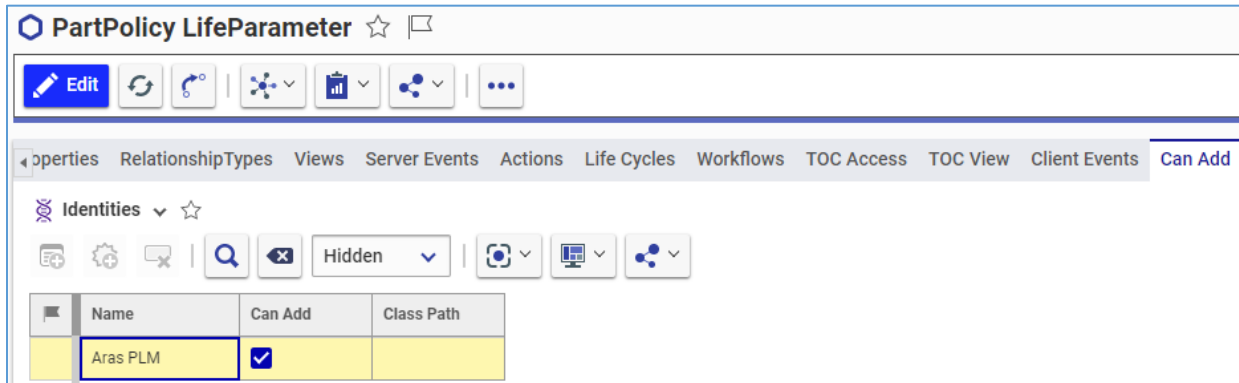 PartPolicy LifeParameter
Edit
operties RelationshipTypes Views Server Events Actions Life Cycles Workflows TOC Access TOC View Client Events Can Add
Identities
Hidden
Name Can Add Class Path
Aras PLM